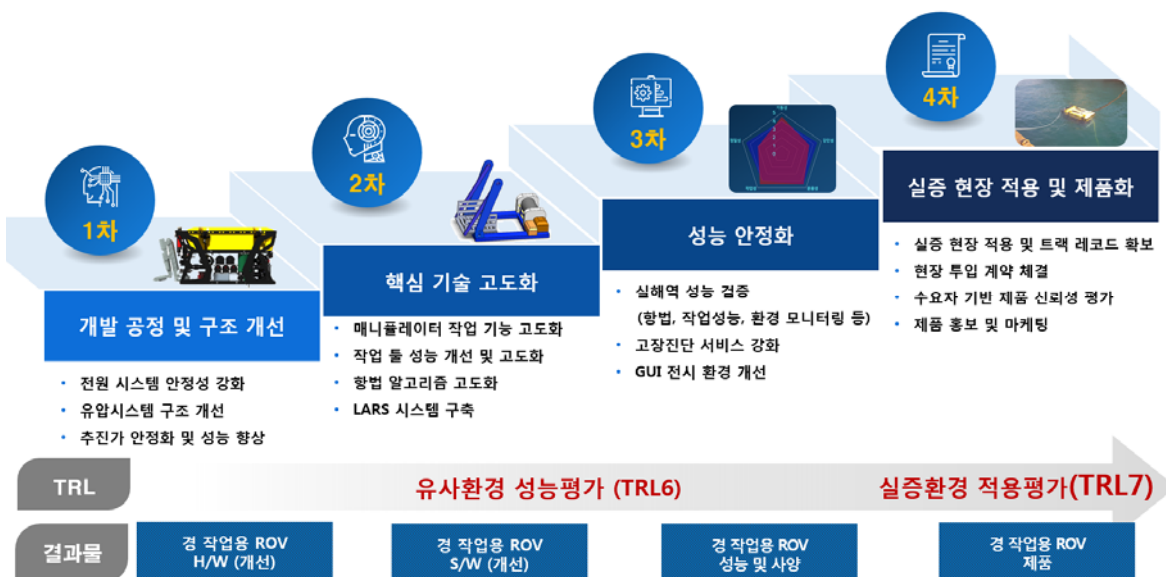 1차
개발 공정 및 구조 개선
• 전원 시스템 안정성 강화
• 유압시스템 구조 개선
• 추진가 안정화 및 성능 향상
2차
핵심 기술 고도화
• 매니퓰레이터 작업 기능 고도화
• 작업 툴 성능 개선 및 고도화
• 항법 알고리즘 고도화
• LARS 시스템 구축
3차
성능 안정화
• 실해역 성능 검증
(항법, 작업성능, 환경 모니터링 등)
• 고장진단 서비스 강화
• GUI 전시 환경 개선
4차
실증 현장 적용 및 제품화
• 실증 현장 적용 및 트랙 레코드 확보
• 현장 투입 계약 체결
• 수요자 기반 제품 신뢰성 평가
• 제품 홍보 및 마케팅
TRL
유사환경 성능평가 (TRL6)
실증환경 적용평가(TRL7)
결과물
경 작업용 ROV
H/W (개선)
경 작업용 ROV
S/W (개선)
경 작업용 ROV
성능 및 사양
경 작업용 ROV
제품